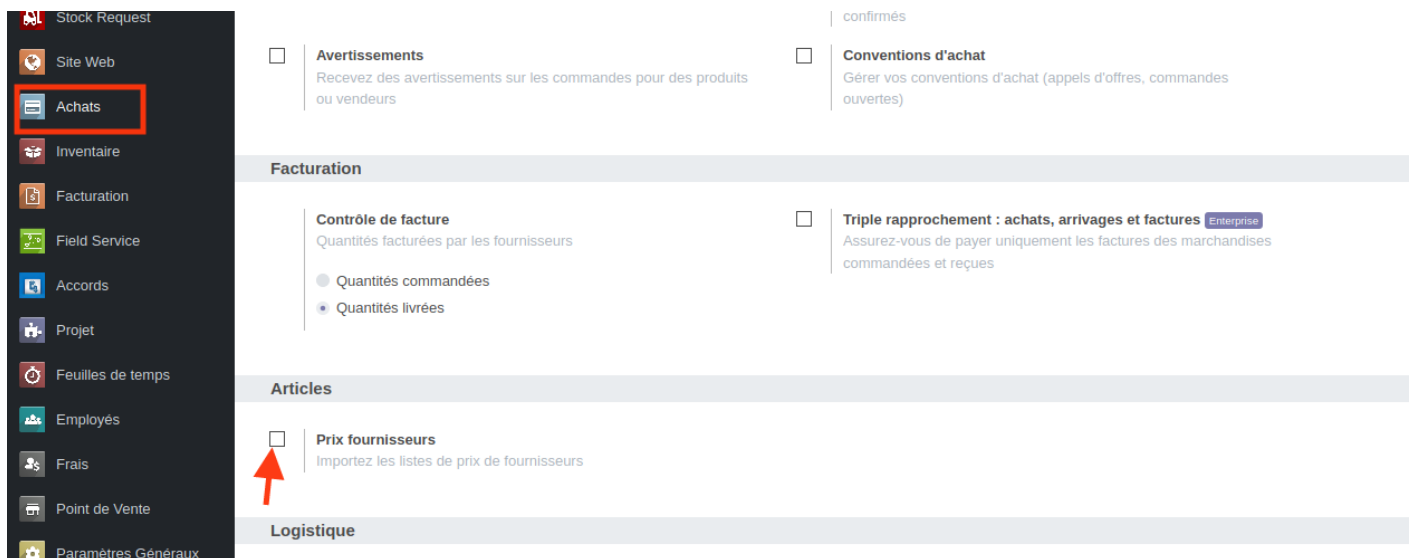 Stock Request
Site Web
Achats
Inventaire
Facturation
Field Service
Accords
Projet
Feuilles de temps
Employés
Frais
Point de Vente
Paramètres Généraux
confirmés
Avertissements
Recevez des avertissements sur les commandes pour des produits
ou vendeurs
Conventions d'achat
Gérer vos conventions d'achat (appels d'offres, commandes
ouvertes)
Facturation
Contrôle de facture
Quantités facturées par les fournisseurs
Quantités commandées
Quantités livrées
Triple rapprochement : achats, arrivages et factures Enterprise
Assurez-vous de payer uniquement les factures des marchandises
commandées et reçues
Articles
Prix fournisseurs
Importez les listes de prix de fournisseurs
Logistique